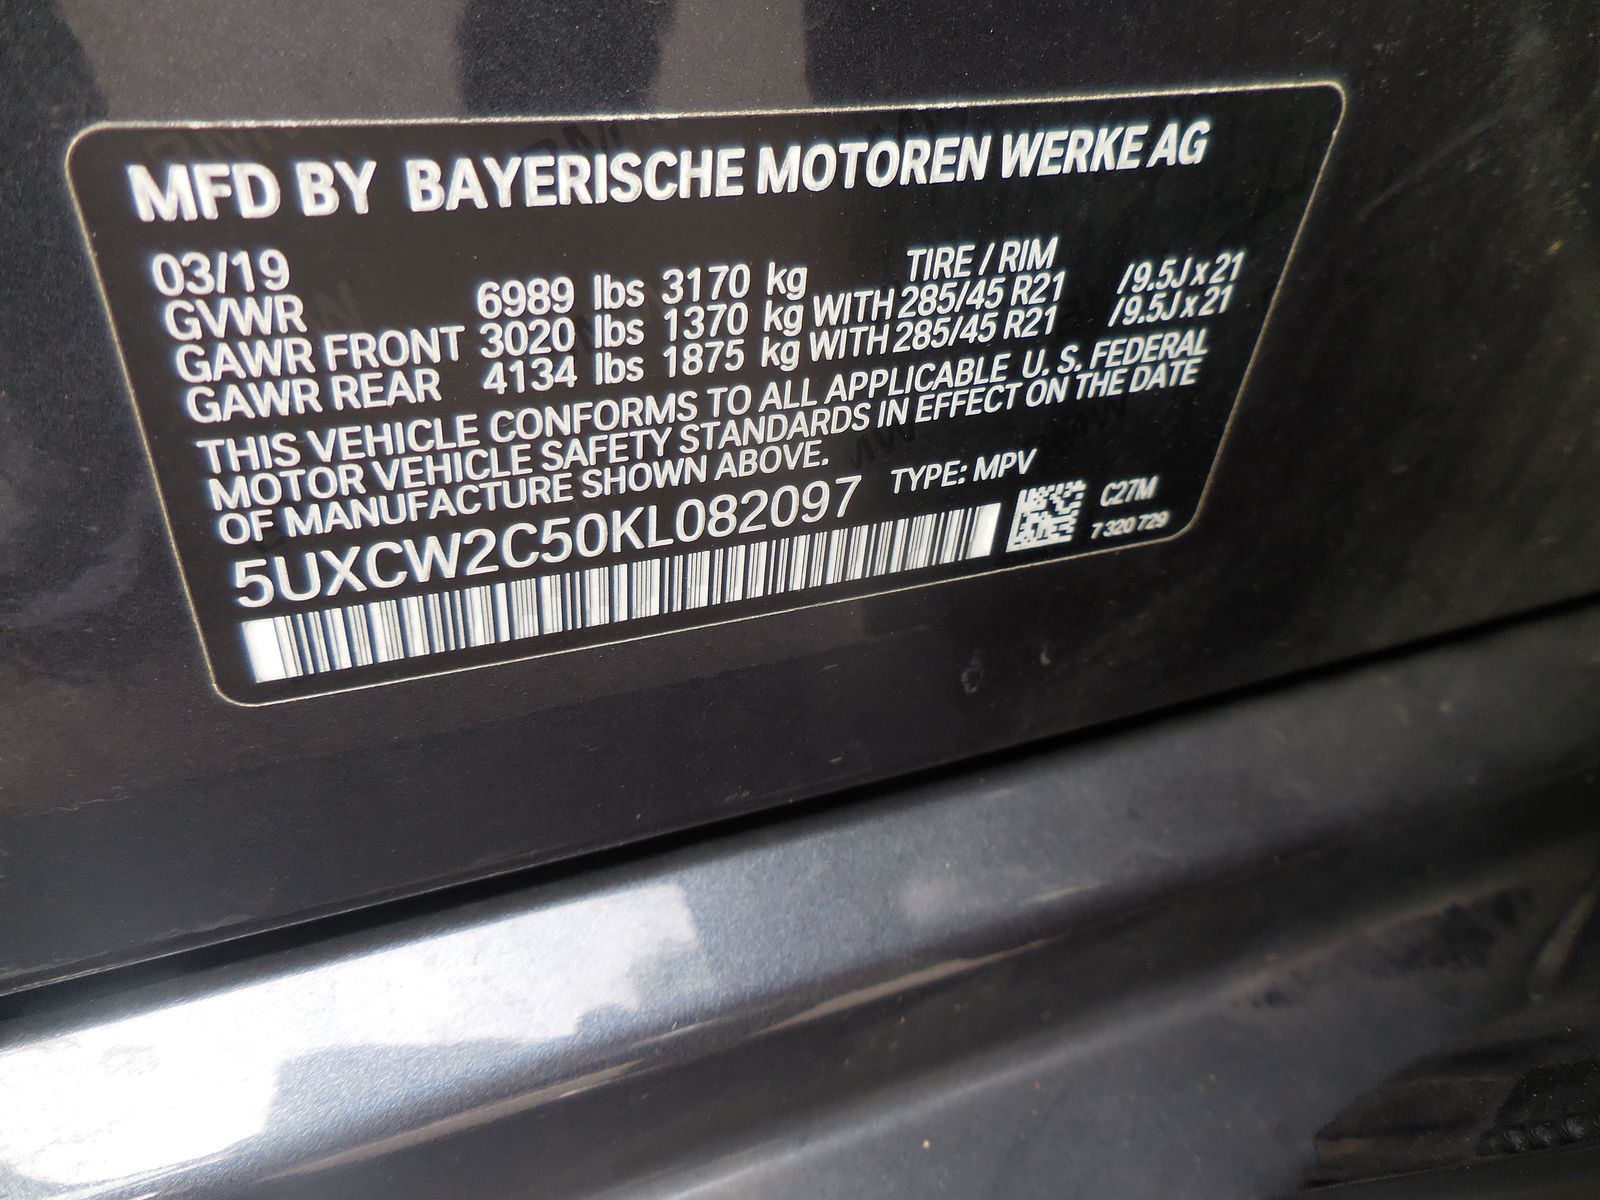 MFD BY BAYERISCHE MOTOREN WERKE AG
03/19 TIRE / RIM
GVWR 6989 lbs 3170 kg
GAWR FRONT 3020 lbs 1370 kg WITH 285/45 R21 /9.5J x 21
GAWR REAR 4134 lbs 1875 kg WITH 285/45 R21 /9.5J x 21
THIS VEHICLE CONFORMS TO ALL APPLICABLE U. S. FEDERAL
MOTOR VEHICLE SAFETY STANDARDS IN EFFECT ON THE DATE
OF MANUFACTURE SHOWN ABOVE.
5UXCW2C50KL082097 TYPE: MPV
C27M
7 320 729